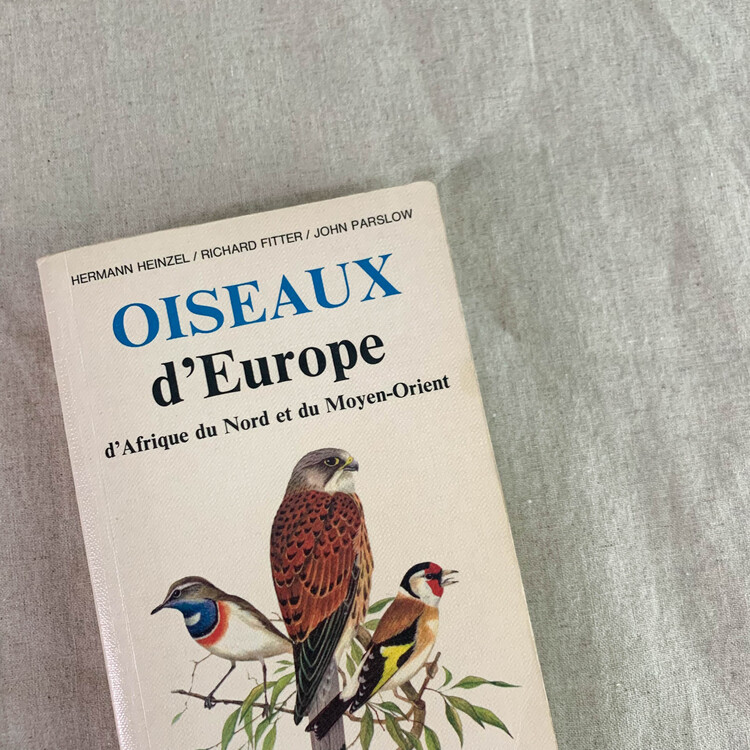 HERMANN HEINZEL / RICHARD FITTER / JOHN PARSLOW
OISEAUX
d'Europe
d'Afrique du Nord et du Moyen-Orient